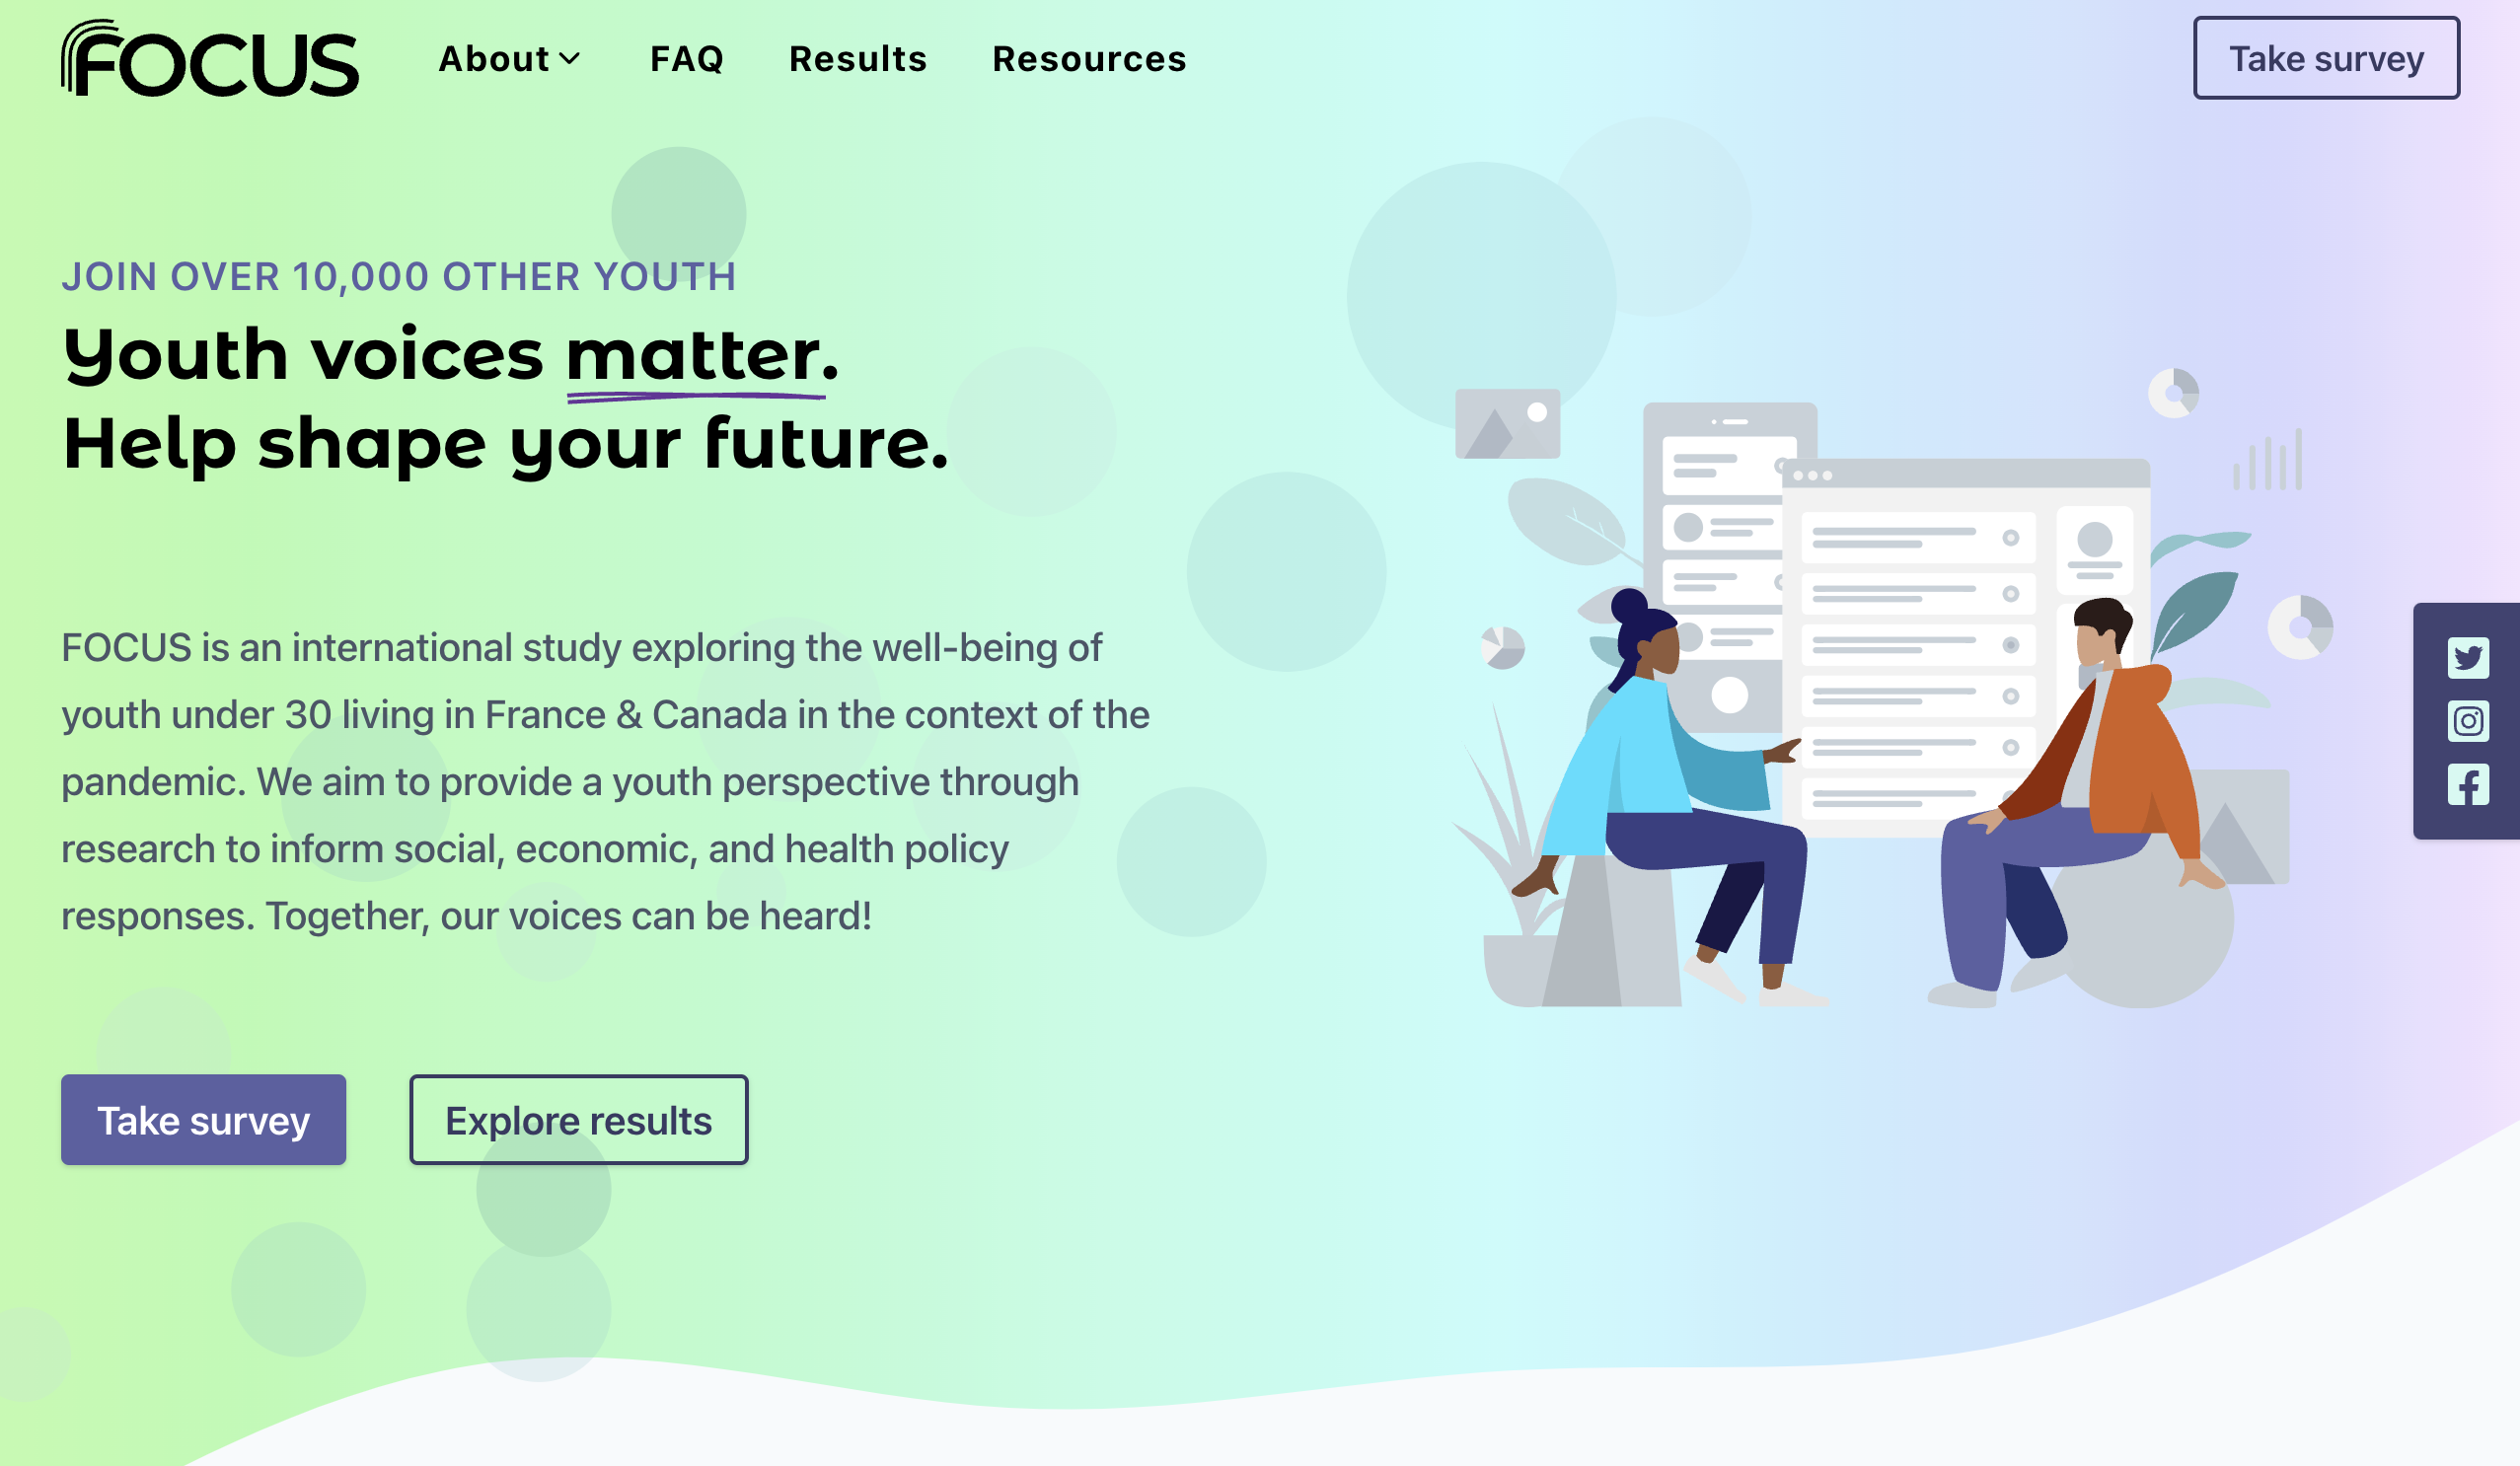 FOCUS
About
FAQ
Results
Resources
Take survey
JOIN OVER 10,000 OTHER YOUTH
Youth voices matter.
Help shape your future.
FOCUS is an international study exploring the well-being of
youth under 30 living in France & Canada in the context of the
pandemic. We aim to provide a youth perspective through
research to inform social, economic, and health policy
responses. Together, our voices can be heard!
Take survey
Explore results